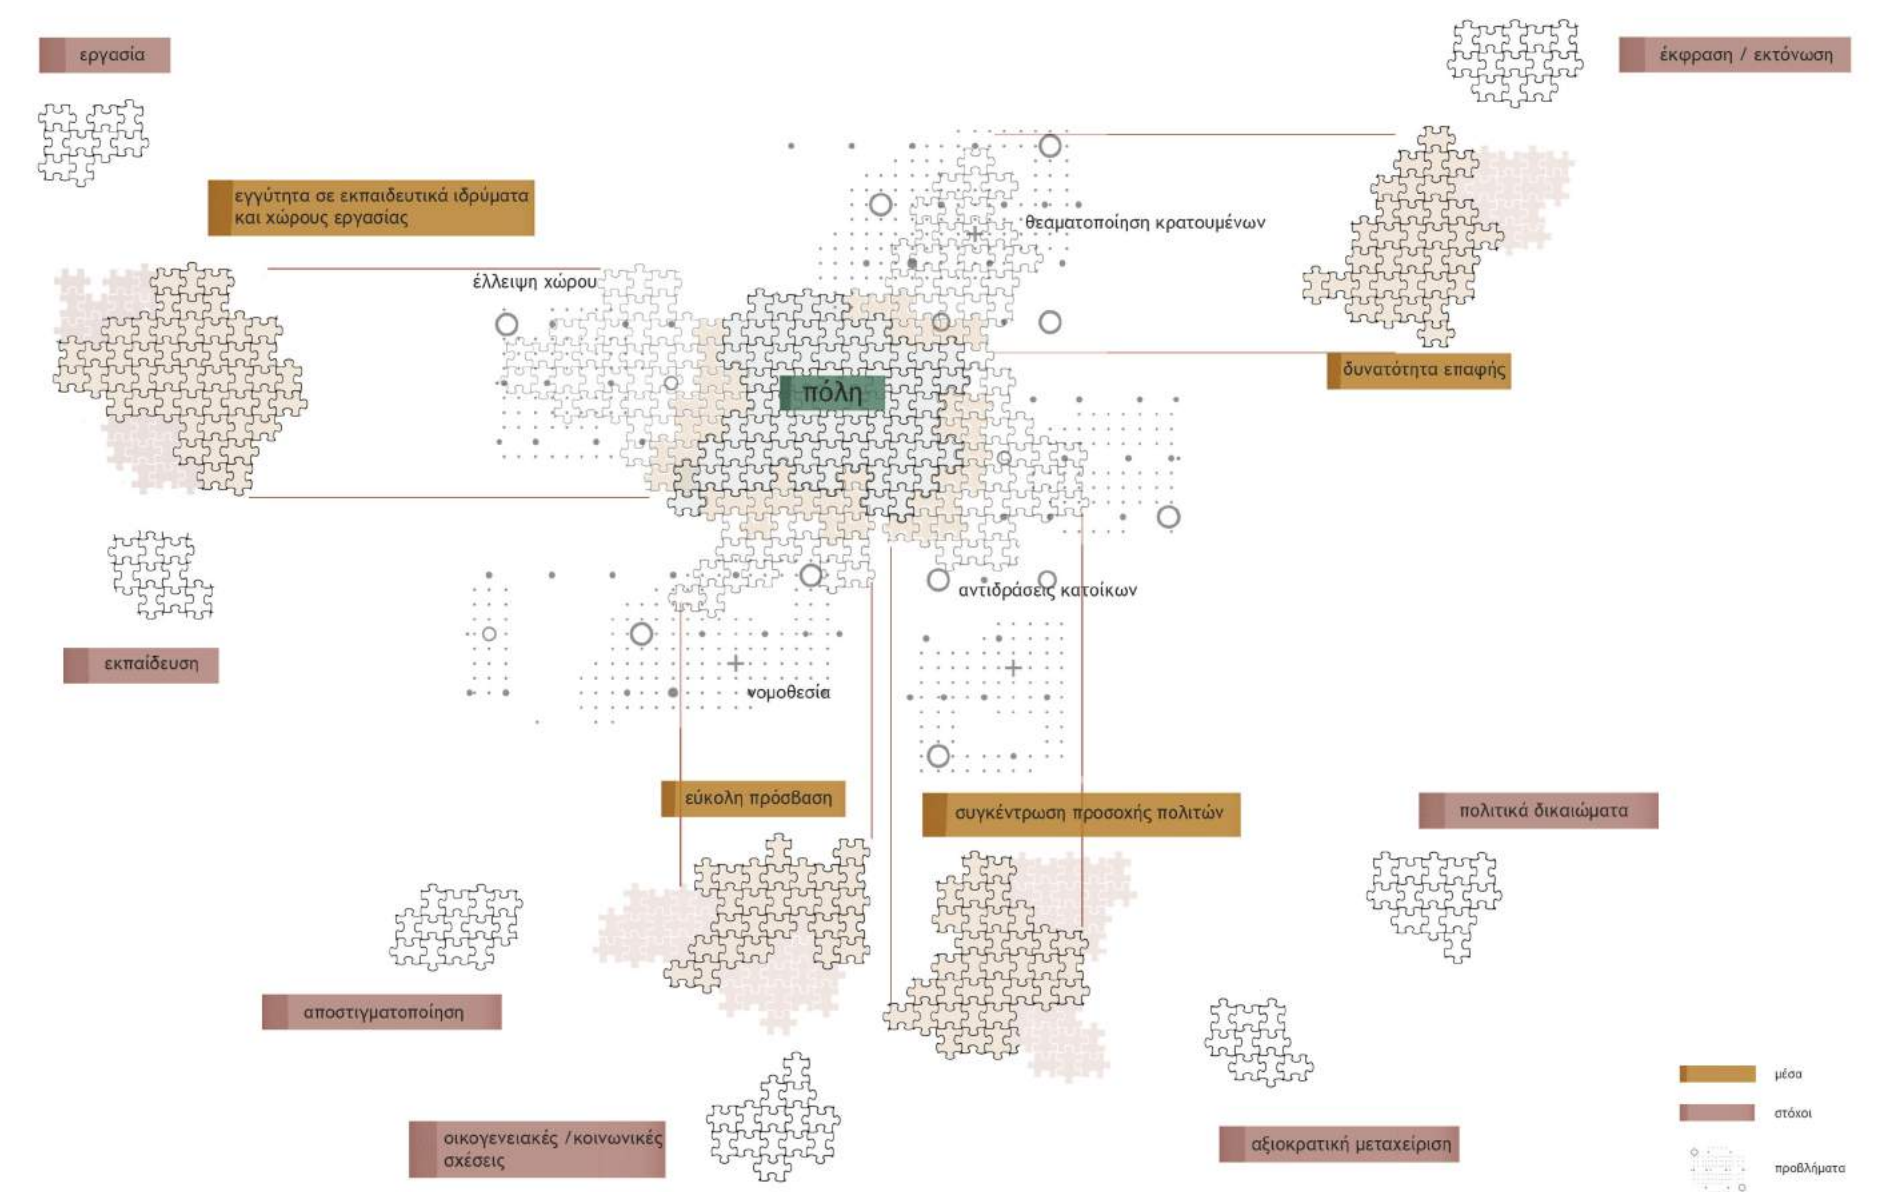 εργασία
έκφραση / εκτόνωση
εγγύτητα σε εκπαιδευτικά ιδρύματα
και χώρους εργασίας
θεαματοποίηση κρατουμένων
έλλειψη χώρου
δυνατότητα επαφής
πόλη
αντιδράσεις κατοίκων
εκπαίδευση
νομοθεσία
εύκολη πρόσβαση
συγκέντρωση προσοχής πολιτών
πολιτικά δικαιώματα
αποστιγματοποίηση
οικογενειακές /κοινωνικές
σχέσεις
αξιοκρατική μεταχείριση
μέσα
στόχοι
προβλήματα